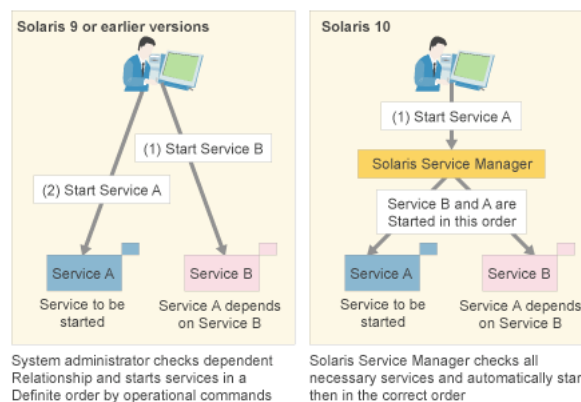 Solaris 9 or earlier versions
(1) Start Service B
(2) Start Service A
Service A
Service B
Service to be
started
Service A depends
on Service B
System administrator checks dependent
Relationship and starts services in a
Definite order by operational commands
Solaris 10
(1) Start Service A
Solaris Service Manager
Service B and A are
Started in this order
Service A
Service B
Service to be
started
Service A depends
on Service B
Solaris Service Manager checks all
necessary services and automatically star
then in the correct order